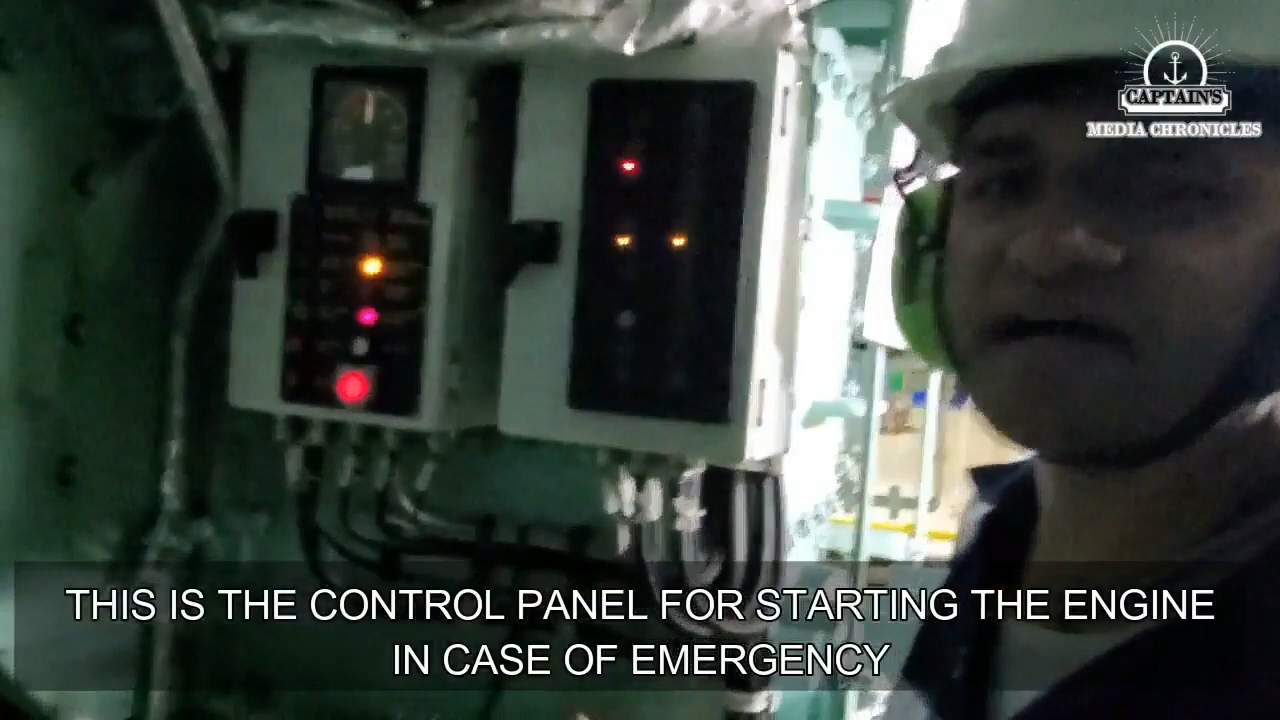 CAPTAIN'S
MEDIA CHRONICLES
THIS IS THE CONTROL PANEL FOR STARTING THE ENGINE
IN CASE OF EMERGENCY